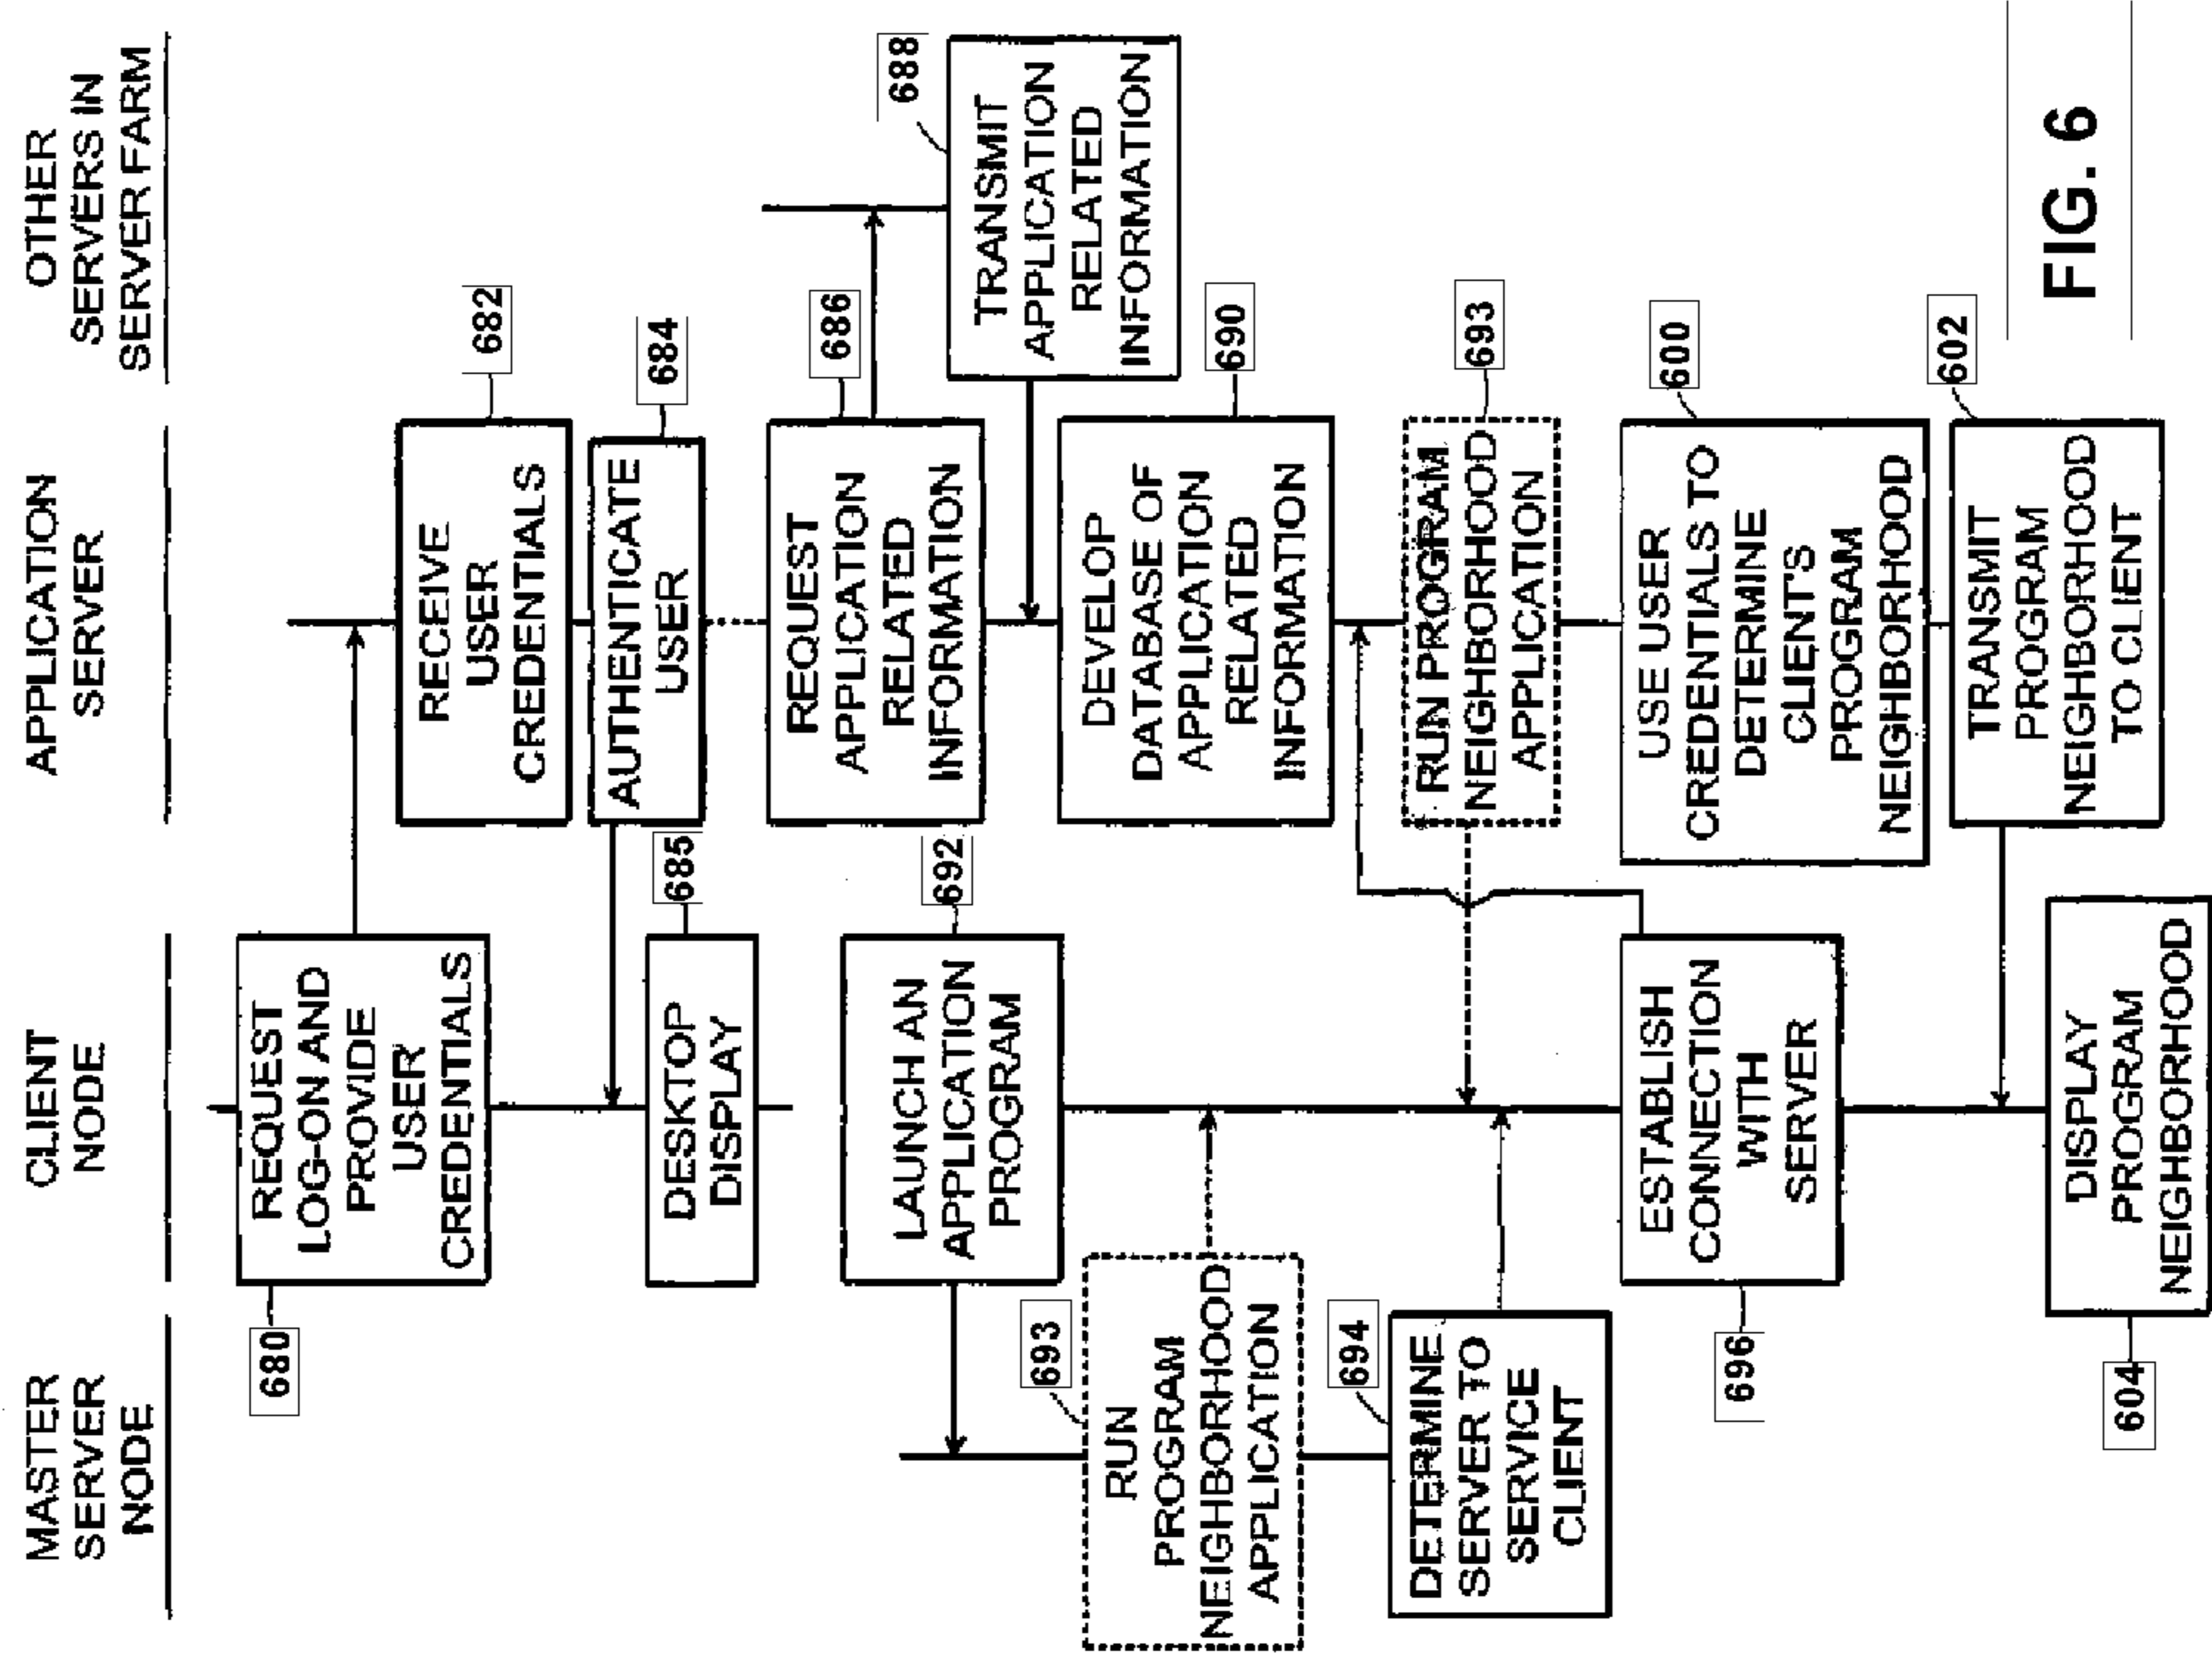 MASTER
SERVER
NODE
CLIENT
NODE
APPLICATION
SERVER
OTHER
SERVERS IN
SERVER FARM
680
REQUEST
LOG-ON AND
PROVIDE
USER
CREDENTIALS
682
RECEIVE
USER
CREDENTIALS
684
AUTHENTICATE
USER
685
DESKTOP
DISPLAY
686
REQUEST
APPLICATION
RELATED
INFORMATION
688
TRANSMIT
APPLICATION
RELATED
INFORMATION
690
DEVELOP
DATABASE OF
APPLICATION
RELATED
INFORMATION
692
LAUNCH AN
APPLICATION
PROGRAM
693
RUN
PROGRAM
NEIGHBORHOOD
APPLICATION
693
RUN PROGRAM
NEIGHBORHOOD
APPLICATION
694
DETERMINE
SERVER TO
SERVICE
CLIENT
696
ESTABLISH
CONNECTION
WITH
SERVER
600
USE USER
CREDENTIALS TO
DETERMINE
CLIENT'S
PROGRAM
NEIGHBORHOOD
602
TRANSMIT
PROGRAM
NEIGHBORHOOD
TO CLIENT
604
DISPLAY
PROGRAM
NEIGHBORHOOD
FIG. 6